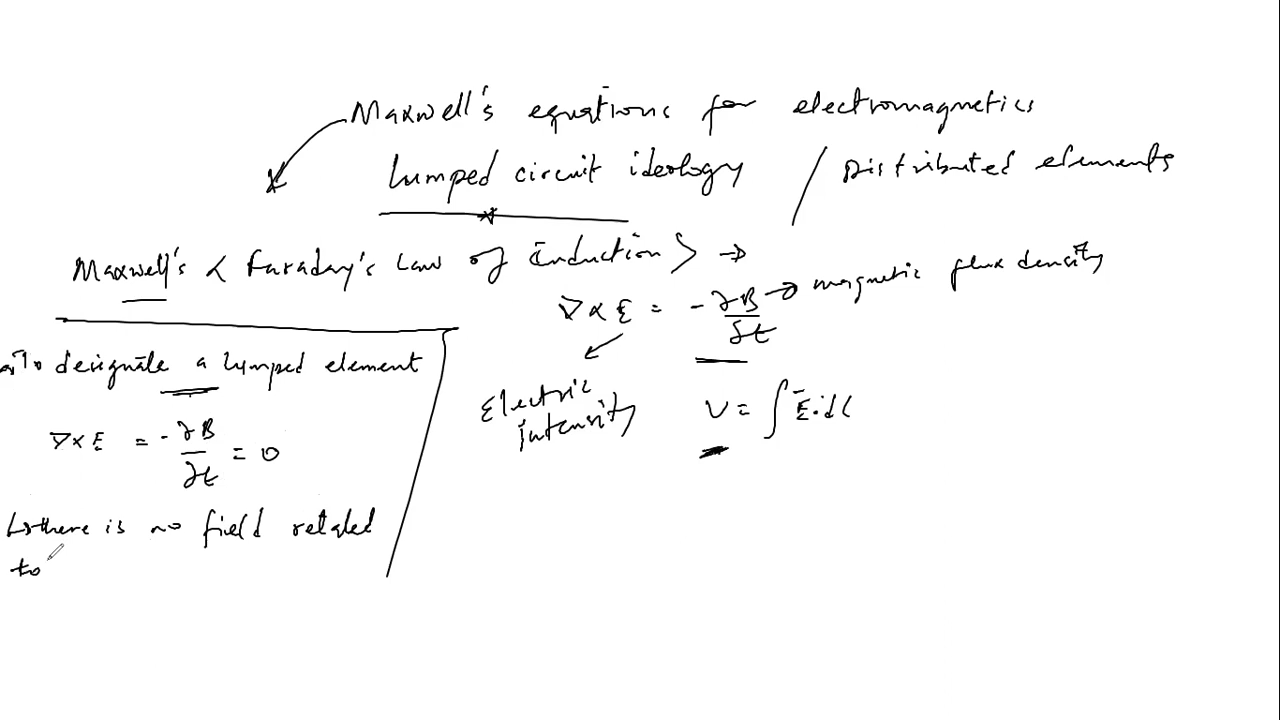 Maxwell's equations for electromagnetics
lumped circuit ideology / Distributed elements
Maxwell's < Faraday's Law of Induction > →
∇×E = -∂B/∂t → magnetic flux density
to designate a lumped element
∇×E = -∂B/∂t = 0
Electric
intensity
V = ∫Ē.dl
↳ there is no field related
to